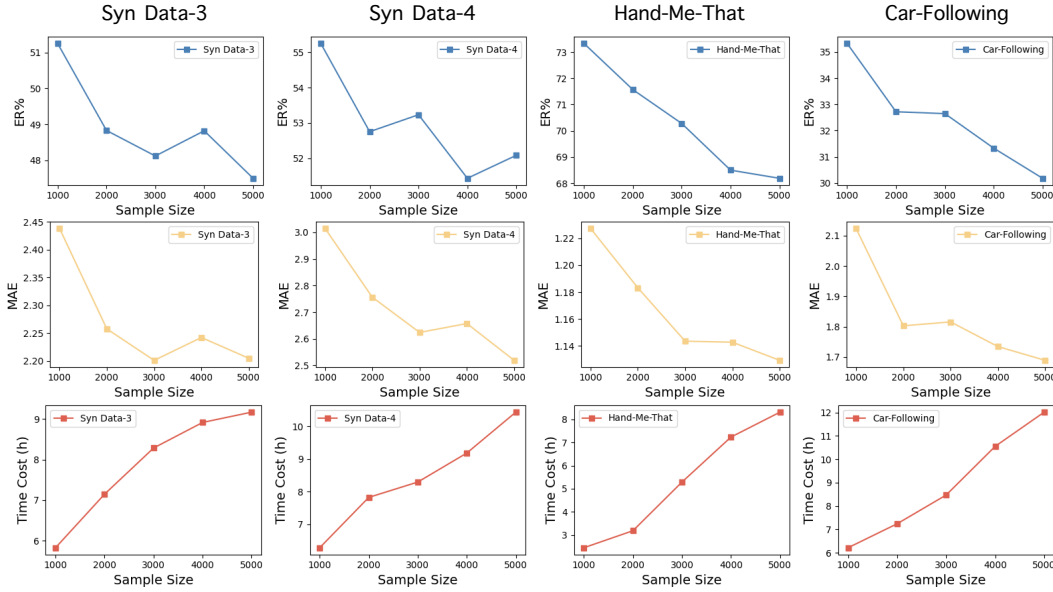 Syn Data-3 Syn Data-4 Hand-Me-That Car-Following
51
50
49
48
ER%
Syn Data-3
1000 2000 3000 4000 5000
Sample Size
55
54
53
52
ER%
Syn Data-4
1000 2000 3000 4000 5000
Sample Size
73
72
71
70
69
68
ER%
Hand-Me-That
1000 2000 3000 4000 5000
Sample Size
35
34
33
32
31
30
ER%
Car-Following
1000 2000 3000 4000 5000
Sample Size
2.45
2.40
2.35
2.30
2.25
2.20
MAE
Syn Data-3
1000 2000 3000 4000 5000
Sample Size
3.0
2.9
2.8
2.7
2.6
2.5
MAE
Syn Data-4
1000 2000 3000 4000 5000
Sample Size
1.22
1.20
1.18
1.16
1.14
MAE
Hand-Me-That
1000 2000 3000 4000 5000
Sample Size
2.1
2.0
1.9
1.8
1.7
MAE
Car-Following
1000 2000 3000 4000 5000
Sample Size
9
8
7
6
Time Cost (h)
Syn Data-3
1000 2000 3000 4000 5000
Sample Size
10
9
8
7
Time Cost (h)
Syn Data-4
1000 2000 3000 4000 5000
Sample Size
8
7
6
5
4
3
Time Cost (h)
Hand-Me-That
1000 2000 3000 4000 5000
Sample Size
12
11
10
9
8
7
6
Time Cost (h)
Car-Following
1000 2000 3000 4000 5000
Sample Size